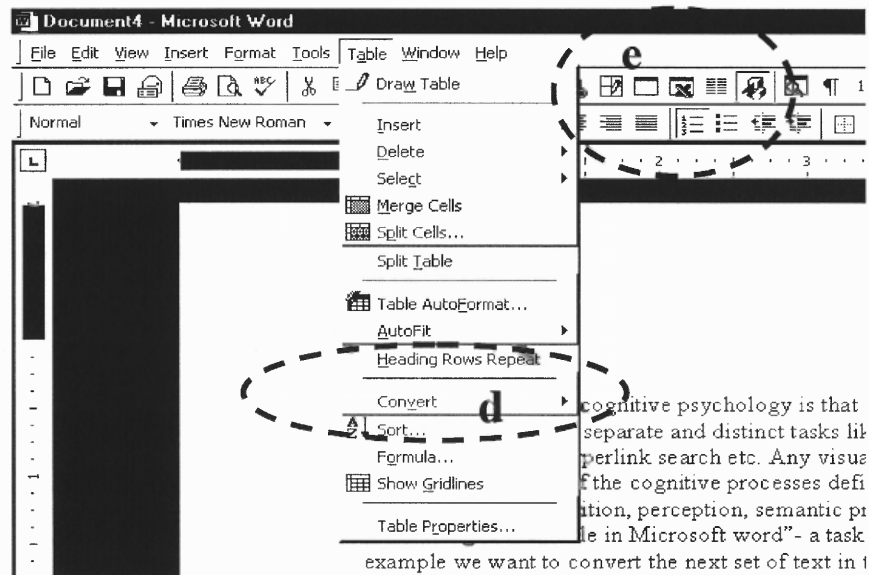 Document4 - Microsoft Word
File Edit View Insert Format Tools Table Window Help
e
1
Normal Times New Roman
L
2 3
Draw Table
Insert
Delete
Select
Merge Cells
Split Cells...
Split Table
Table AutoFormat...
AutoFit
Heading Rows Repeat
Convert
d
cognitive psychology is that
Sort...
separate and distinct tasks lik
Formula...
perlink search etc. Any visua
Show Gridlines
f the cognitive processes defi
ition, perception, semantic pr
Table Properties...
le in Microsoft word”- a task
example we want to convert the next set of text in t
1